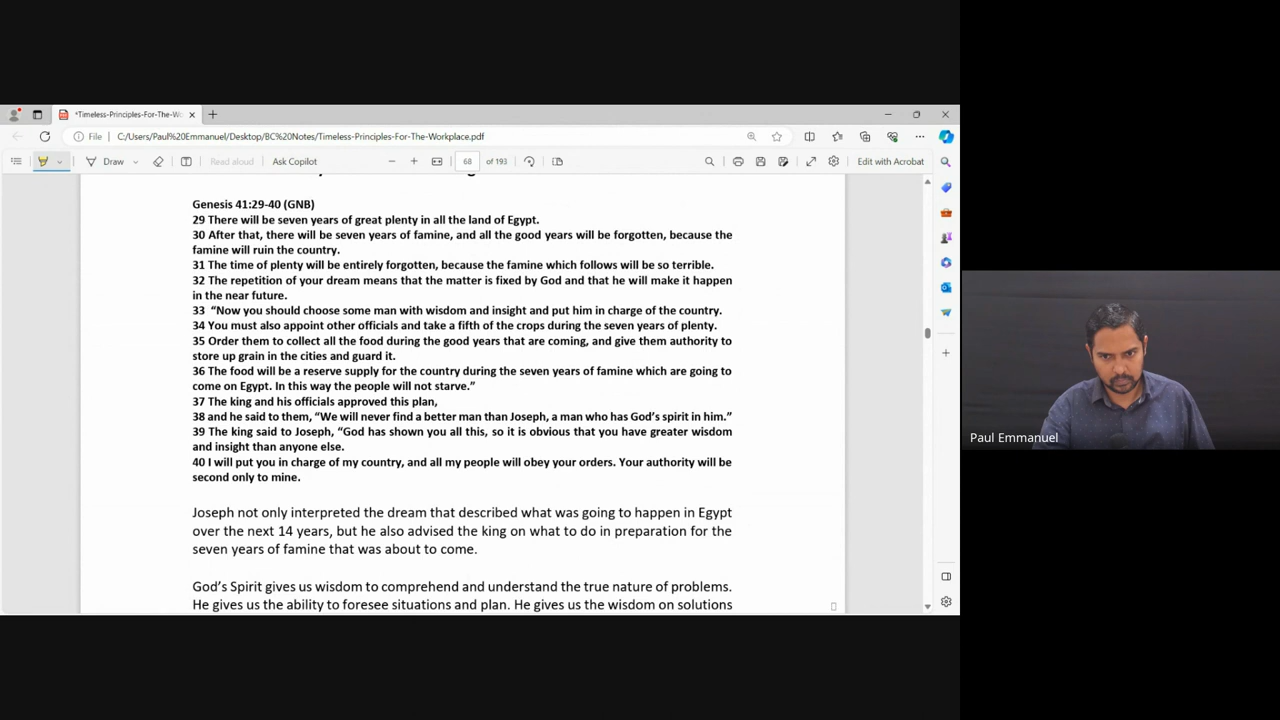 *Timeless-Principles-For-The-Wo
File
C:/Users/Paul%20Emmanuel/Desktop/BC%20Notes/Timeless-Principles-For-The-Workplace.pdf
Draw
Read aloud
Ask Copilot
68 of 193
Edit with Acrobat
Genesis 41:29-40 (GNB)
29 There will be seven years of great plenty in all the land of Egypt.
30 After that, there will be seven years of famine, and all the good years will be forgotten, because the
famine will ruin the country.
31 The time of plenty will be entirely forgotten, because the famine which follows will be so terrible.
32 The repetition of your dream means that the matter is fixed by God and that he will make it happen
in the near future.
33 “Now you should choose some man with wisdom and insight and put him in charge of the country.
34 You must also appoint other officials and take a fifth of the crops during the seven years of plenty.
35 Order them to collect all the food during the good years that are coming, and give them authority to
store up grain in the cities and guard it.
36 The food will be a reserve supply for the country during the seven years of famine which are going to
come on Egypt. In this way the people will not starve.”
37 The king and his officials approved this plan,
38 and he said to them, “We will never find a better man than Joseph, a man who has God’s spirit in him.”
39 The king said to Joseph, “God has shown you all this, so it is obvious that you have greater wisdom
and insight than anyone else.
40 I will put you in charge of my country, and all my people will obey your orders. Your authority will be
second only to mine.
Joseph not only interpreted the dream that described what was going to happen in Egypt
over the next 14 years, but he also advised the king on what to do in preparation for the
seven years of famine that was about to come.
God’s Spirit gives us wisdom to comprehend and understand the true nature of problems.
He gives us the ability to foresee situations and plan. He gives us the wisdom on solutions
Paul Emmanuel